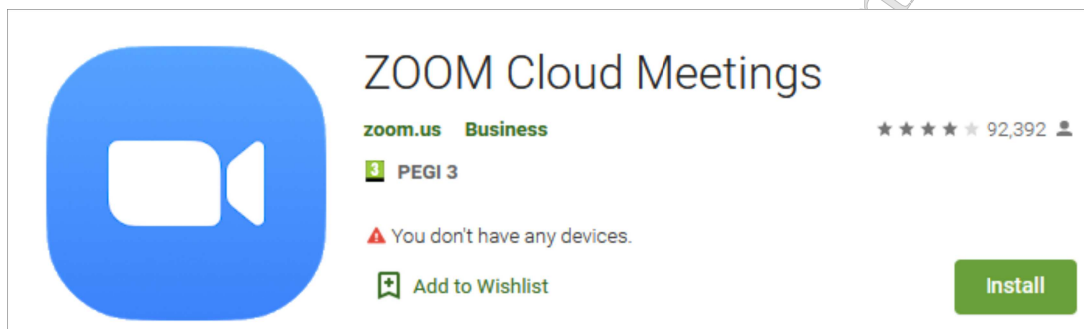 ZOOM Cloud Meetings
zoom.us Business
92,392
3 PEGI 3
You don't have any devices.
Add to Wishlist
Install